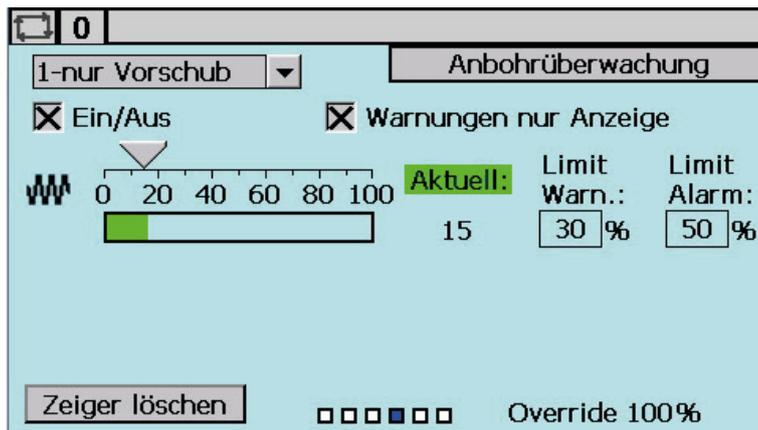 0
1-nur Vorschub
Anbohrüberwachung
Ein/Aus
Warnungen nur Anzeige
0 20 40 60 80 100
Aktuell:
15
Limit
Warn.:
30 %
Limit
Alarm:
50 %
Zeiger löschen
Override 100%